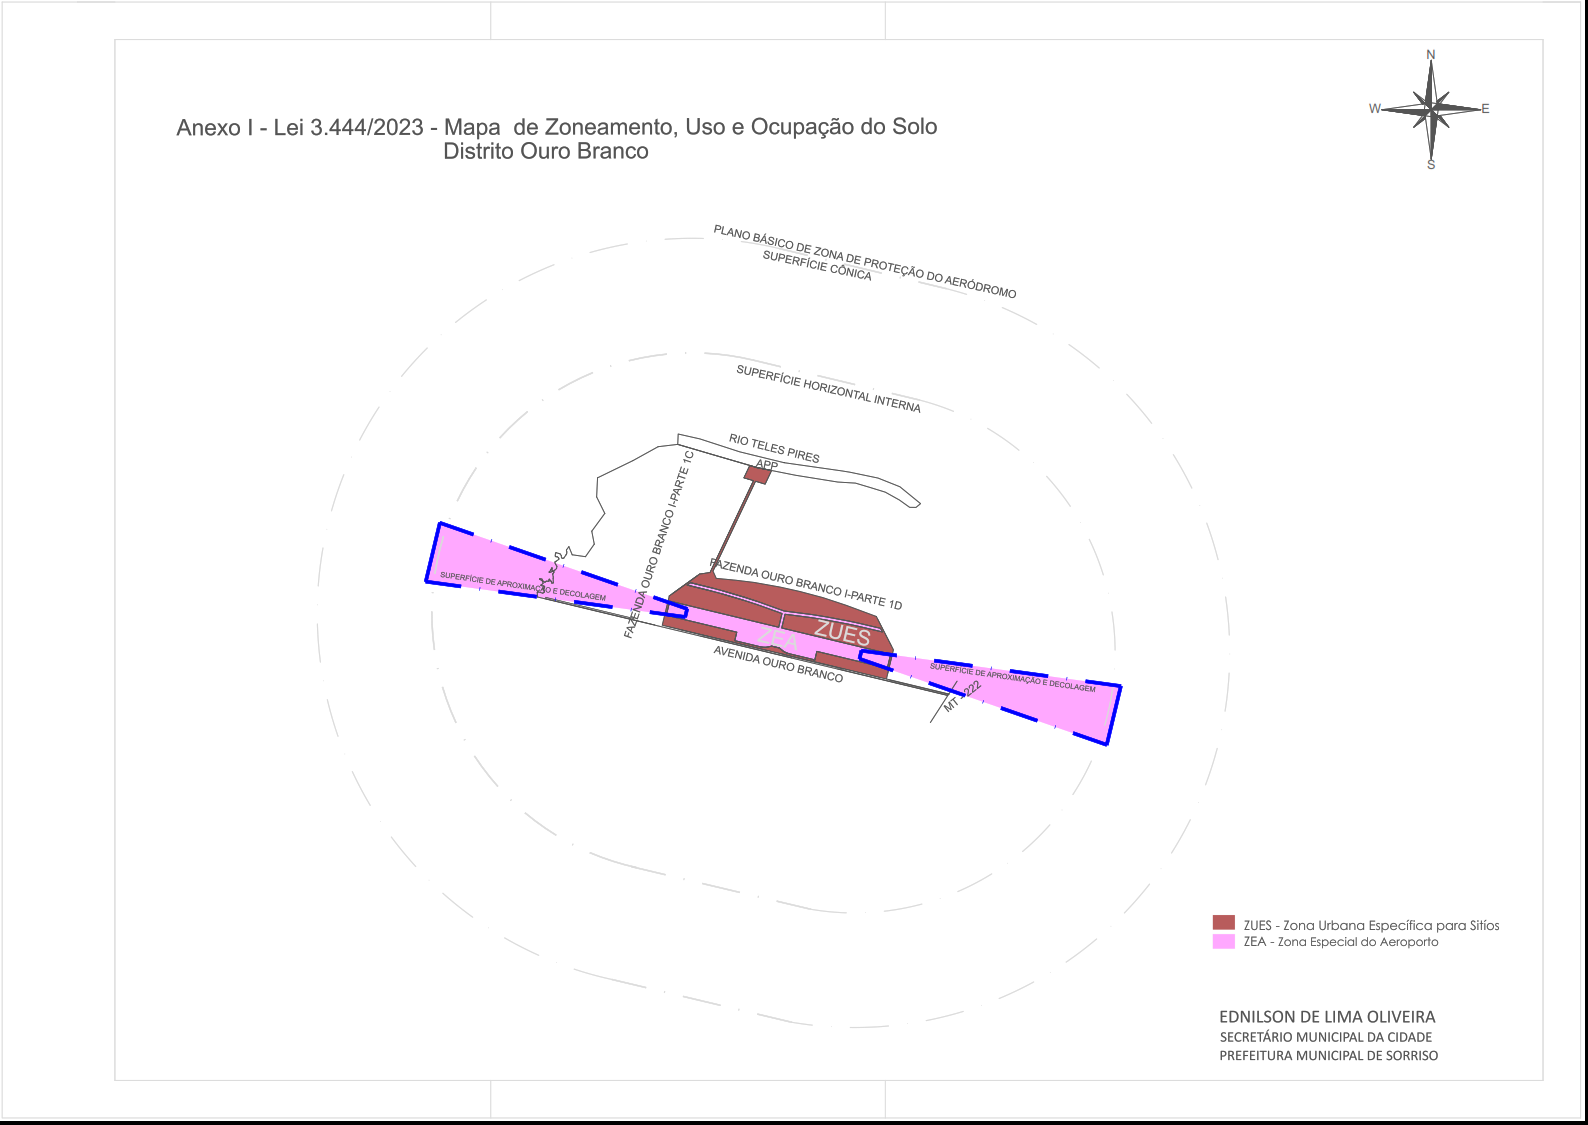 N
W E
S
Anexo I - Lei 3.444/2023 - Mapa de Zoneamento, Uso e Ocupação do Solo
Distrito Ouro Branco
PLANO BÁSICO DE ZONA DE PROTEÇÃO DO AERÓDROMO
SUPERFÍCIE CÔNICA
SUPERFÍCIE HORIZONTAL INTERNA
RIO TELES PIRES
APP
FAZENDA OURO BRANCO I-PARTE 1C
FAZENDA OURO BRANCO I-PARTE 1D
SUPERFÍCIE DE APROXIMAÇÃO E DECOLAGEM
ZEA
ZUES
AVENIDA OURO BRANCO
SUPERFÍCIE DE APROXIMAÇÃO E DECOLAGEM
MT - 222
ZUES - Zona Urbana Específica para Sitíos
ZEA - Zona Especial do Aeroporto
EDNILSON DE LIMA OLIVEIRA
SECRETÁRIO MUNICIPAL DA CIDADE
PREFEITURA MUNICIPAL DE SORRISO